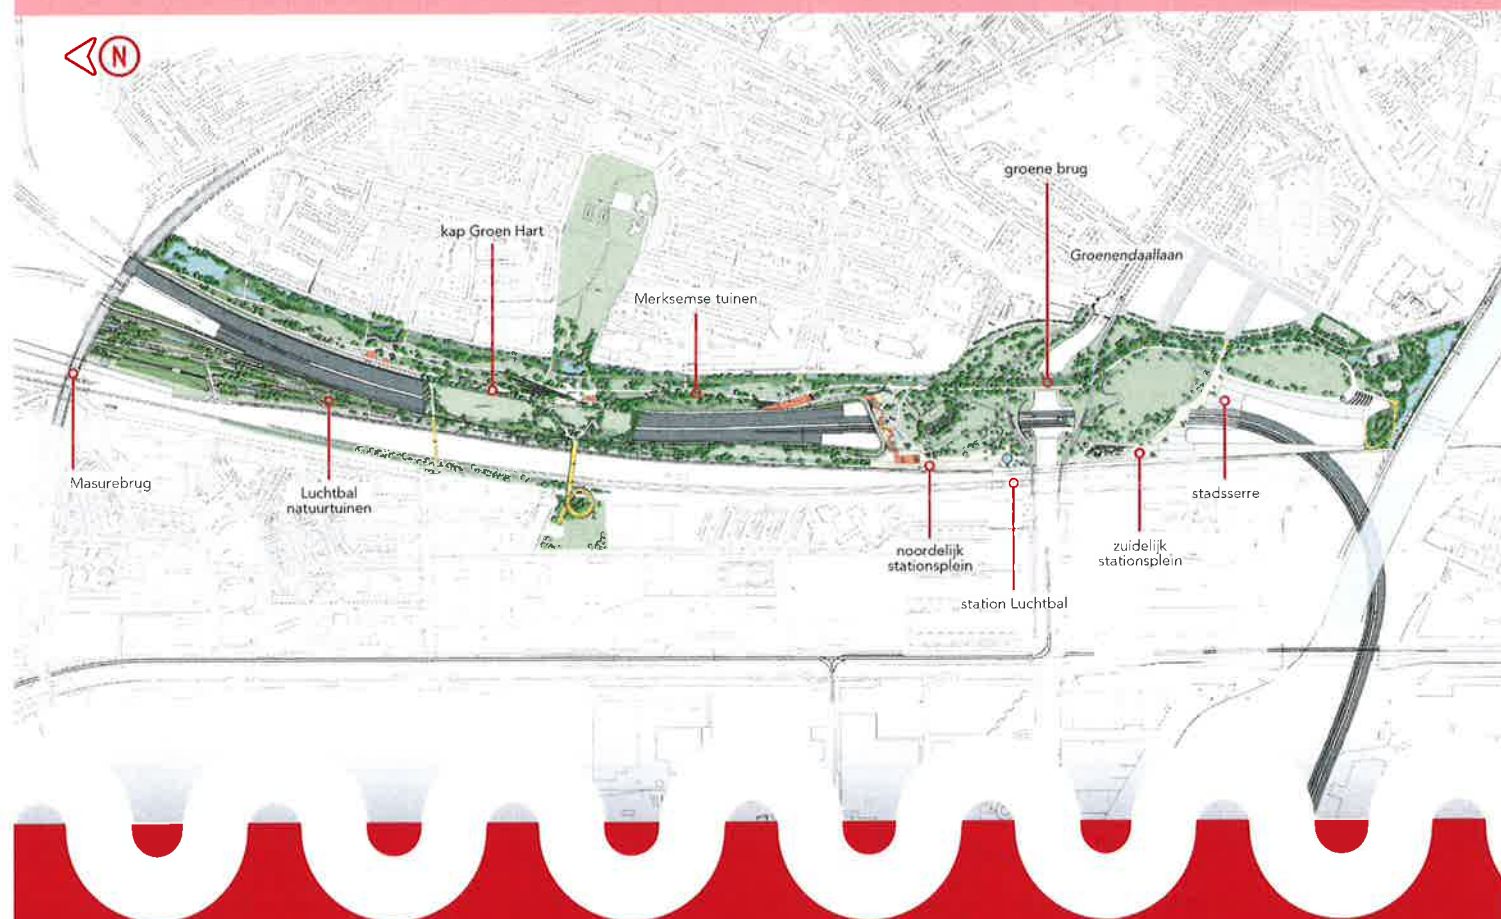 N
groene brug
kap Groen Hart
Groenendaallaan
Merksemse tuinen
Masurebrug
Luchtbal
natuurtuinen
stadsserre
noordelijk
stationsplein
zuidelijk
stationsplein
station Luchtbal